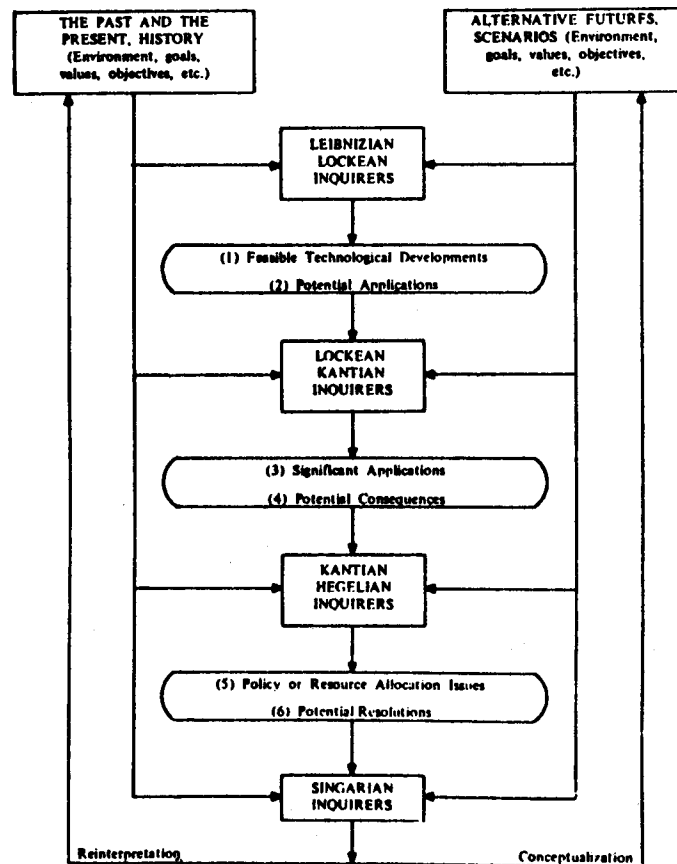 THE PAST AND THE
PRESENT, HISTORY
(Environment, goals,
values, objectives, etc.)
ALTERNATIVE FUTURES,
SCENARIOS (Environment,
goals, values, objectives,
etc.)
LEIBNIZIAN
LOCKEAN
INQUIRERS
(1) Feasible Technological Developments
(2) Potential Applications
LOCKEAN
KANTIAN
INQUIRERS
(3) Significant Applications
(4) Potential Consequences
KANTIAN
HEGELIAN
INQUIRERS
(5) Policy or Resource Allocation Issues
(6) Potential Resolutions
SINGARIAN
INQUIRERS
Reinterpretation
Conceptualization